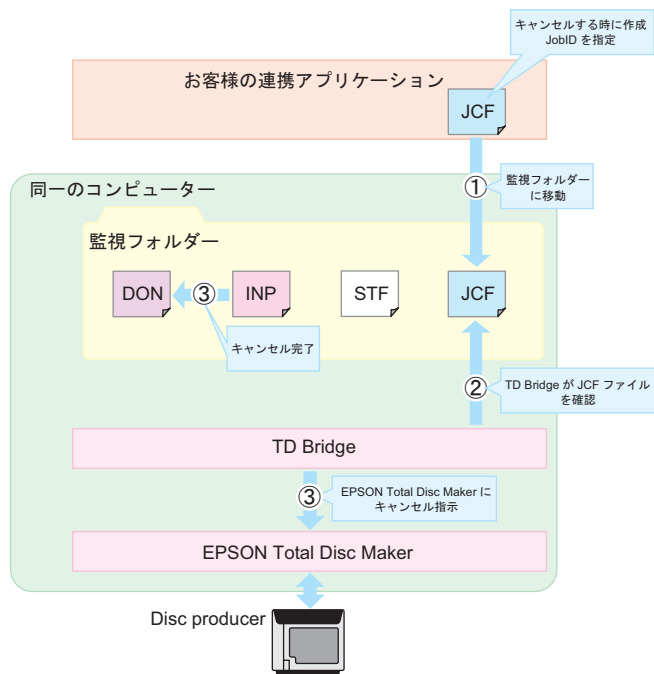 キャンセルする時に作成
JobID を指定
お客様の連携アプリケーション
JCF
①
監視フォルダー
に移動
同一のコンピューター
監視フォルダー
DON
③
INP
STF
JCF
キャンセル完了
②
TD Bridge が JCF ファイル
を確認
TD Bridge
③
EPSON Total Disc Maker に
キャンセル指示
EPSON Total Disc Maker
Disc producer